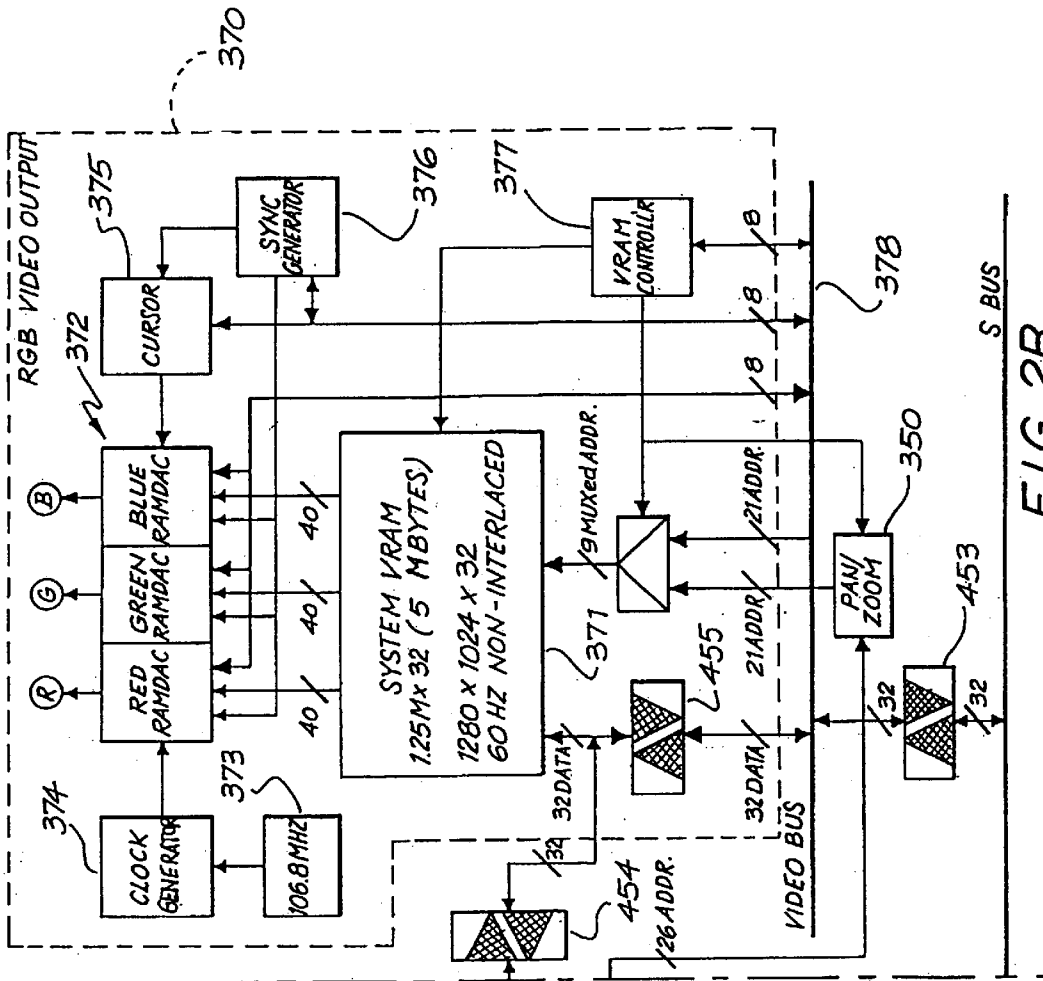 370
RGB VIDEO OUTPUT
375
376
377
SYNC
GENERATOR
VRAM
CONTROLL'R
CURSOR
372
8
8
8
378
S BUS
B
G
R
BLUE
RAMDAC
GREEN
RAMDAC
RED
RAMDAC
40
40
40
SYSTEM VRAM
1.25M x 32 (5 MBYTES)
1280 x 1024 x 32
60 HZ NON-INTERLACED
371
9 MUXed ADDR.
21 ADDR.
21 ADDR.
350
PAN/
ZOOM
453
455
32
32
374
373
CLOCK
GENERATOR
106.8 MHZ
32 DATA
32 DATA
32
454
VIDEO BUS
26 ADDR.
FIG. 2B